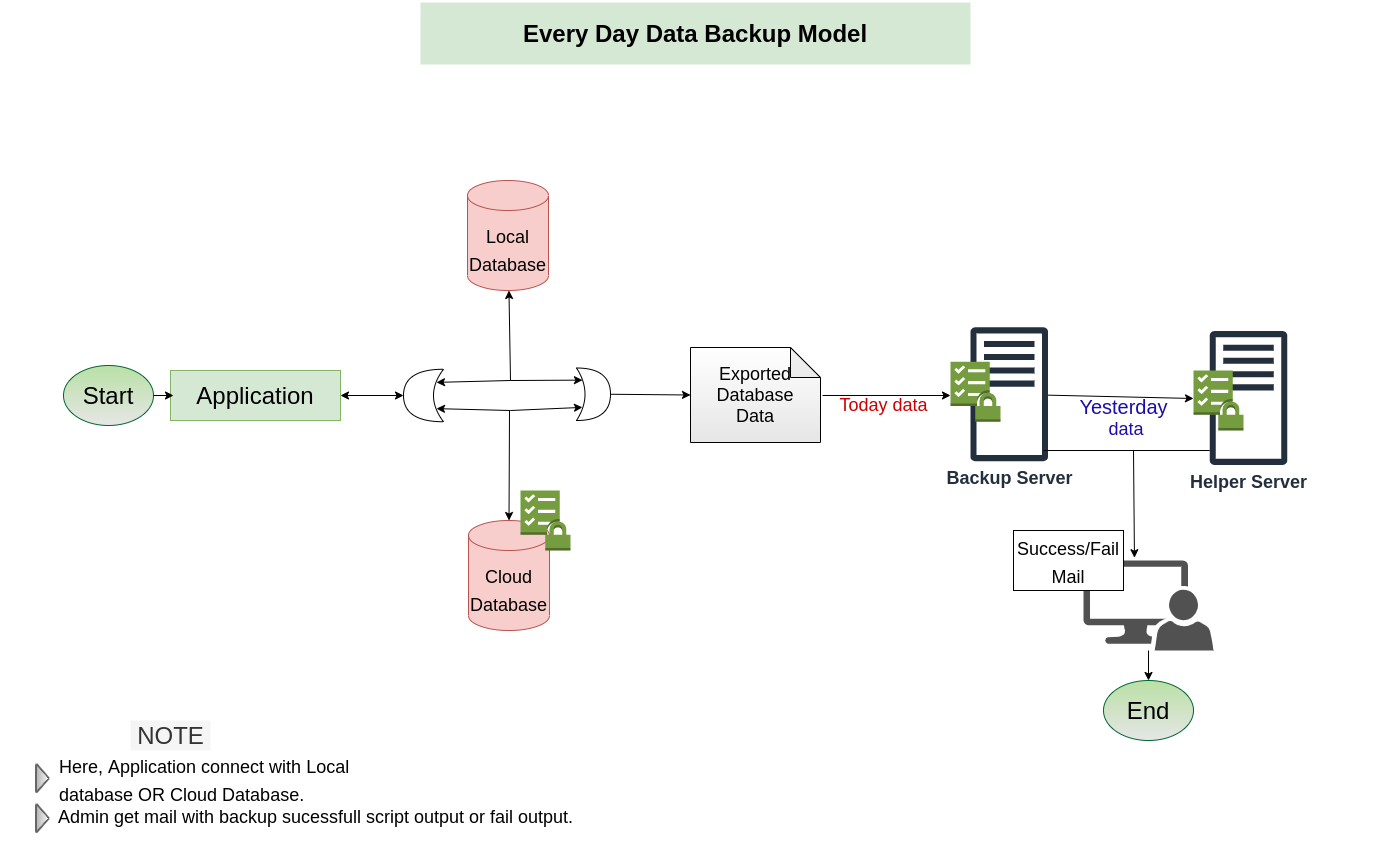 Every Day Data Backup Model
Local
Database
Start
Application
Exported
Database
Data
Today data
Yesterday
data
Backup Server
Helper Server
Cloud
Database
Success/Fail
Mail
End
NOTE
Here, Application connect with Local
database OR Cloud Database.
Admin get mail with backup sucessfull script output or fail output.